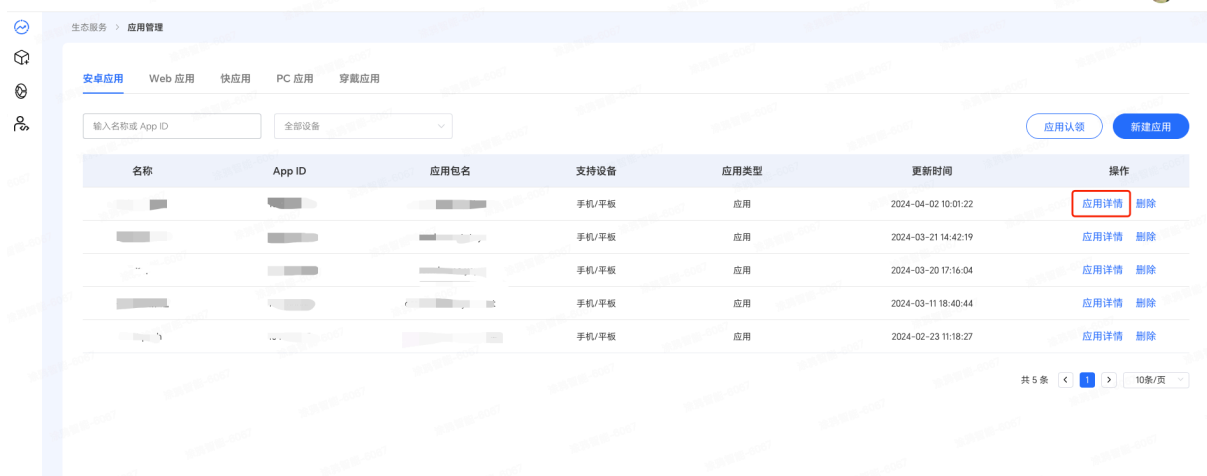 生态服务 > 应用管理
安卓应用 Web 应用 快应用 PC 应用 穿戴应用
输入名称或 App ID 全部设备 应用认领 新建应用
名称 App ID 应用包名 支持设备 应用类型 更新时间 操作
手机/平板 应用 2024-04-02 10:01:22 应用详情 删除
手机/平板 应用 2024-03-21 14:42:19 应用详情 删除
手机/平板 应用 2024-03-20 17:16:04 应用详情 删除
手机/平板 应用 2024-03-11 18:40:44 应用详情 删除
手机/平板 应用 2024-02-23 11:18:27 应用详情 删除
共 5 条 < 1 > 10条/页